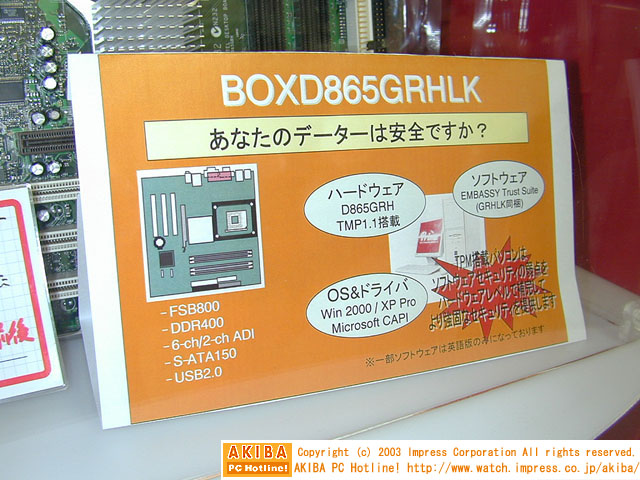 BOXD865GRHLK
あなたのデーターは安全ですか？
ハードウェア
D865GRH
TMP1.1搭載
ソフトウェア
EMBASSY Trust Suite
(GRHLK同梱)
OS&ドライバ
Win 2000 / XP Pro
Microsoft CAPI
TPM搭載パソコンは
ソフトウェアセキュリティの弱点を
ハードウェアレベルで補完して
より強固なセキュリティを提供します
-FSB800
-DDR400
-6-ch/2-ch ADI
-S-ATA150
-USB2.0
※一部ソフトウェアは英語版のみになっております
後
AKIBA
PC Hotline!
Copyright (c) 2003 Impress Corporation All rights reserved.
AKIBA PC Hotline! http://www.watch.impress.co.jp/akiba/